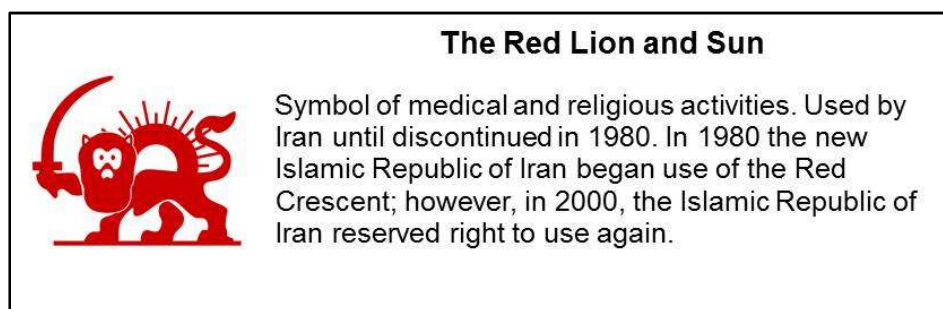 The Red Lion and Sun
Symbol of medical and religious activities. Used by
Iran until discontinued in 1980. In 1980 the new
Islamic Republic of Iran began use of the Red
Crescent; however, in 2000, the Islamic Republic of
Iran reserved right to use again.